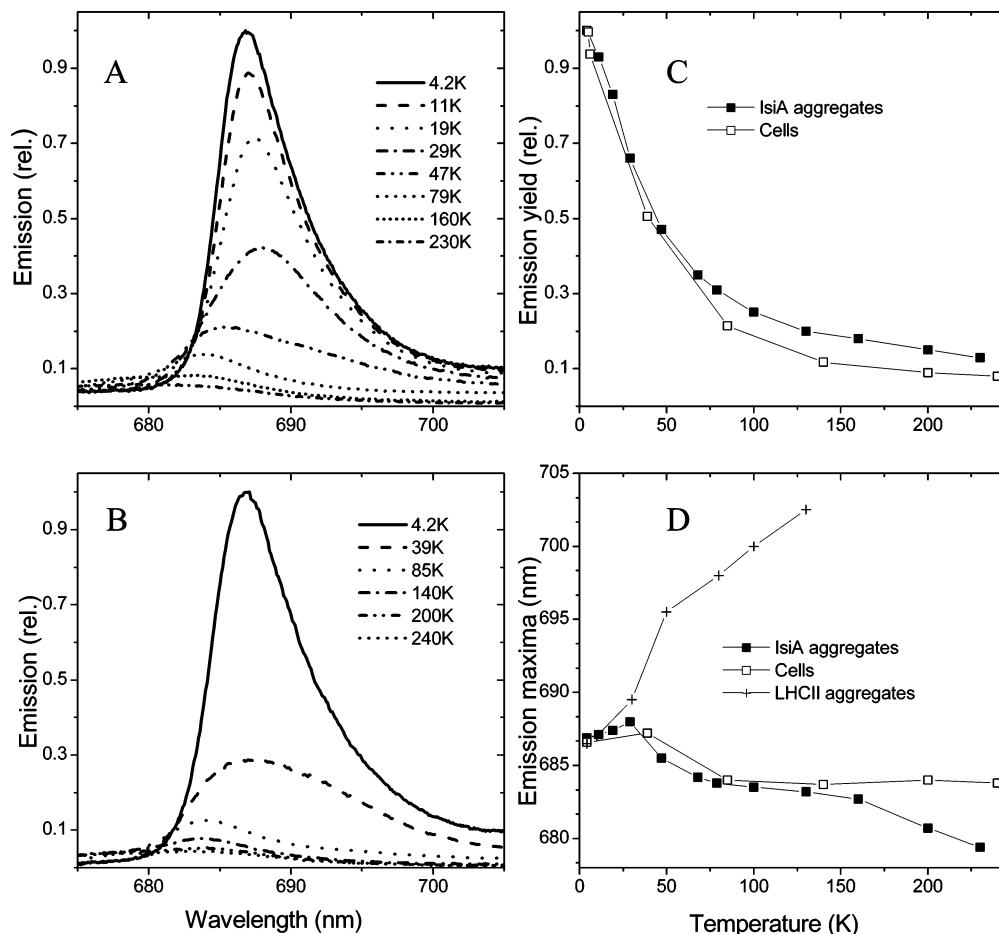 A
4.2K
11K
19K
29K
47K
79K
160K
230K
Emission (rel.)
0.9
0.7
0.5
0.3
0.1
680
690
700
C
IsiA aggregates
Cells
Emission yield (rel.)
0.9
0.7
0.5
0.3
0.1
0
50
100
150
200
B
4.2K
39K
85K
140K
200K
240K
Emission (rel.)
0.9
0.7
0.5
0.3
0.1
680
690
700
Wavelength (nm)
D
IsiA aggregates
Cells
LHCII aggregates
Emission maxima (nm)
705
700
695
690
685
680
0
50
100
150
200
Temperature (K)